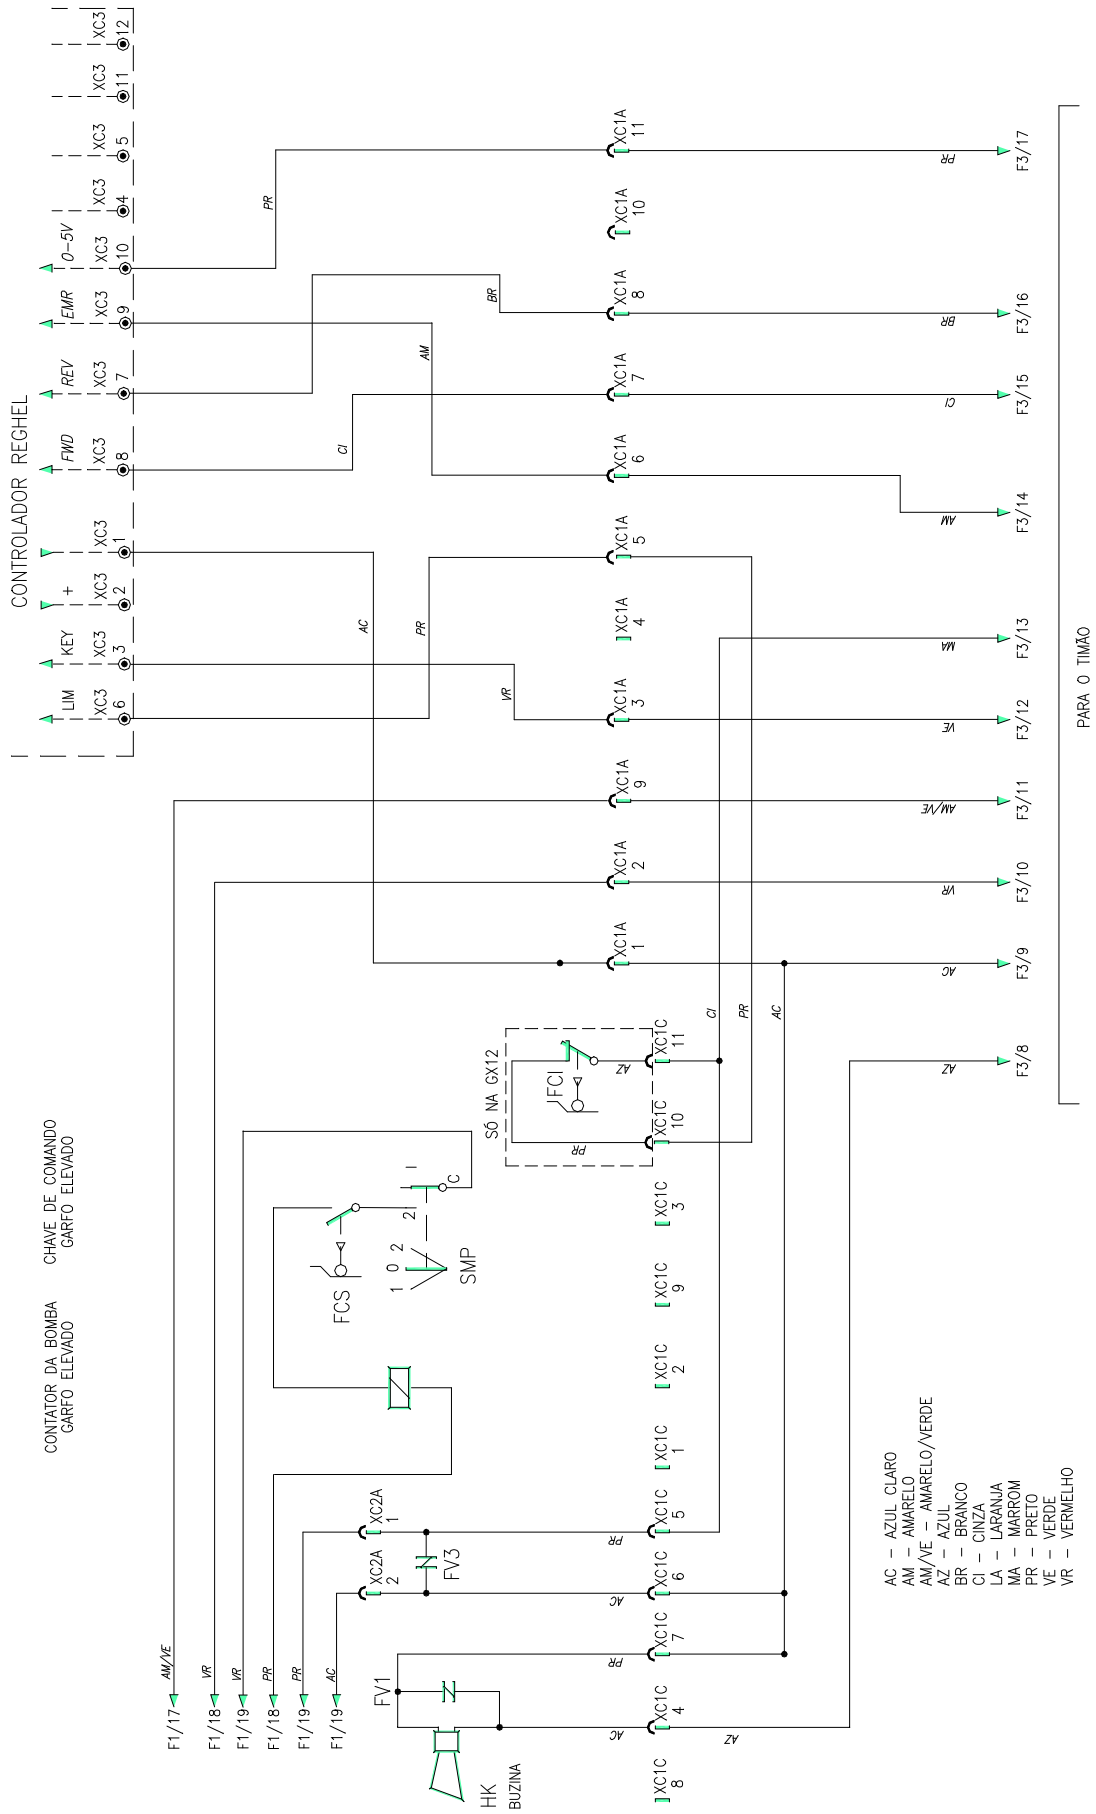 CONTROLADOR REGHEL
LIM
XC3
6
KEY
XC3
3
+
XC3
2
XC3
1
FWD
XC3
8
REV
XC3
7
EMR
XC3
9
0-5V
XC3
10
XC3
4
XC3
5
XC3
11
XC3
12
PR
BR
AM
CI
AC
PR
VR
CONTATOR DA BOMBA
GARFO ELEVADO
CHAVE DE COMANDO
GARFO ELEVADO
F1/17
AM/VE
F1/18
VR
F1/19
VR
F1/18
PR
F1/19
PR
F1/19
AC
XC2A
1
XC2A
2
FV3
FCS
1 0 2
SMP
2
1
C
SÓ NA GX12
FCI
AZ
PR
FV1
HK
BUZINA
XC1C
8
XC1C
4
XC1C
7
XC1C
6
XC1C
5
XC1C
1
XC1C
2
XC1C
9
XC1C
3
XC1C
10
XC1C
11
AC
PR
AC
PR
AZ
XC1A
1
XC1A
2
XC1A
9
XC1A
3
XC1A
4
XC1A
5
XC1A
6
XC1A
7
XC1A
8
XC1A
10
XC1A
11
CI
PR
AC
AZ
AC
VR
AM/VE
VE
MA
AM
CI
BR
PR
F3/8
F3/9
F3/10
F3/11
F3/12
F3/13
F3/14
F3/15
F3/16
F3/17
PARA O TIMÃO
AC - AZUL CLARO
AM - AMARELO
AM/VE - AMARELO/VERDE
AZ - AZUL
BR - BRANCO
CI - CINZA
LA - LARANJA
MA - MARROM
PR - PRETO
VE - VERDE
VR - VERMELHO